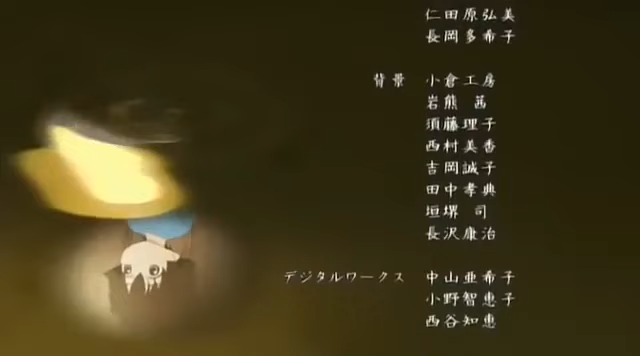 仁田原弘美
長岡多希子
背景 小倉工房
岩熊 茜
須藤理子
西村美香
吉岡誠子
田中孝典
垣堺 司
長沢康治
デジタルワークス 中山亜希子
小野智惠子
西谷知惠